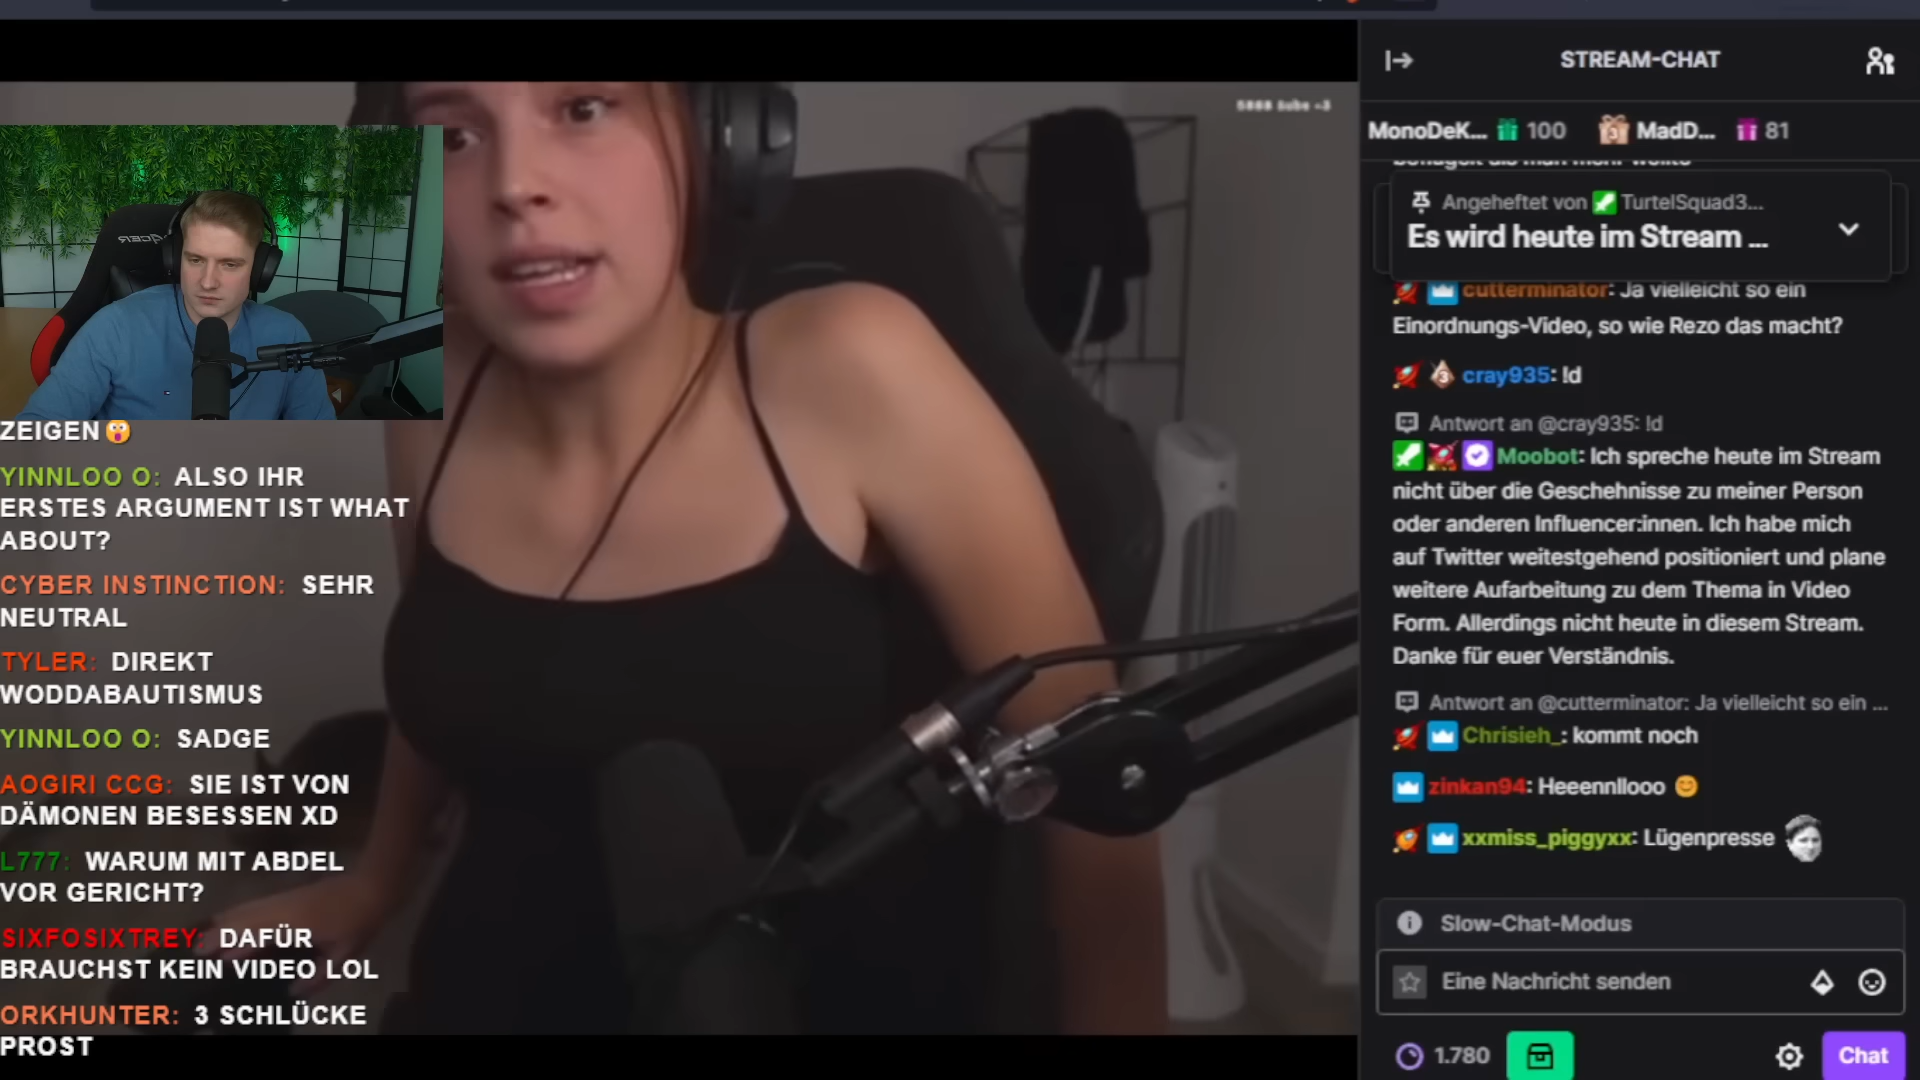 STREAM-CHAT
MonoDeK... 100 MadD... 81
Angeheftet von TurtelSquad3...
Es wird heute im Stream ...
cutterminator: Ja vielleicht so ein
Einordnungs-Video, so wie Rezo das macht?
cray935: !d
Antwort an @cray935: !d
Moobot: Ich spreche heute im Stream
nicht über die Geschehnisse zu meiner Person
oder anderen Influencer:innen. Ich habe mich
auf Twitter weitestgehend positioniert und plane
weitere Aufarbeitung zu dem Thema in Video
Form. Allerdings nicht heute in diesem Stream.
Danke für euer Verständnis.
Antwort an @cutterminator: Ja vielleicht so ein ...
Chrisieh_: kommt noch
zinkan94: Heeennllooo
xxmiss_piggyxx: Lügenpresse
Slow-Chat-Modus
Eine Nachricht senden
1.780
Chat
ZEIGEN
YINNLOO O: ALSO IHR
ERSTES ARGUMENT IST WHAT
ABOUT?
CYBER INSTINCTION: SEHR
NEUTRAL
TYLER: DIREKT
WODDABAUTISMUS
YINNLOO O: SADGE
AOGIRI CCG: SIE IST VON
DÄMONEN BESESSEN XD
L777: WARUM MIT ABDEL
VOR GERICHT?
SIXFOSIXTREY: DAFÜR
BRAUCHST KEIN VIDEO LOL
ORKHUNTER: 3 SCHLÜCKE
PROST